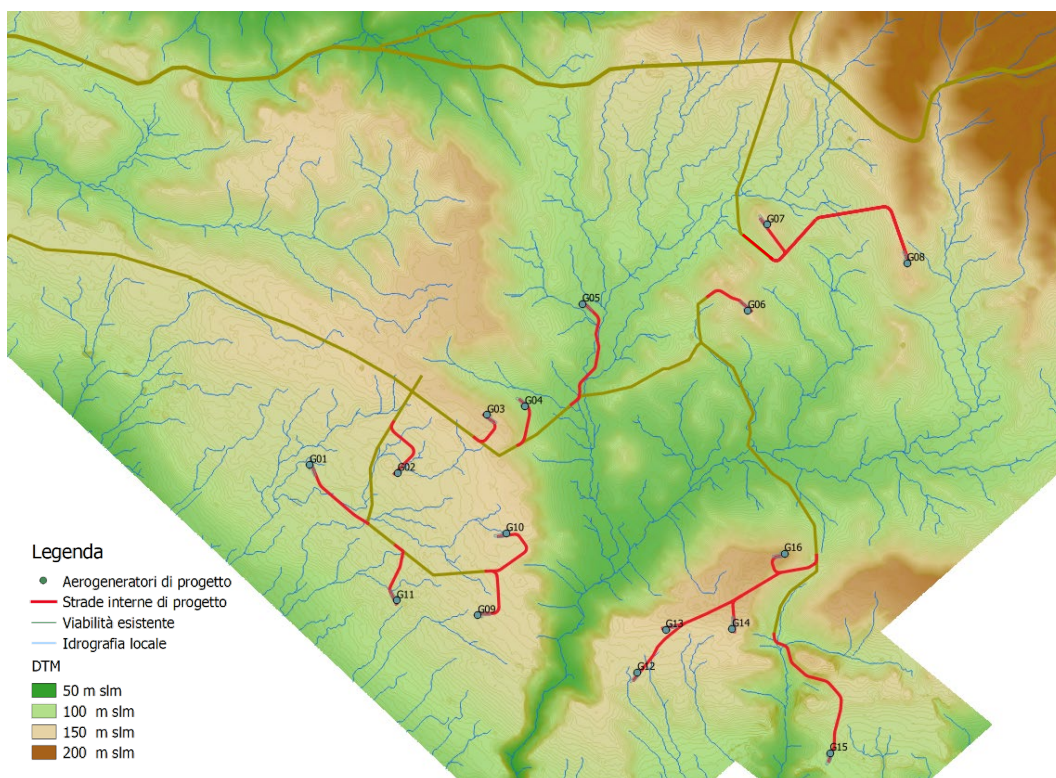 G07
G08
G05
G06
G04
G03
G01
G02
G10
G16
G11
G09
G13
G14
G12
G15
Legenda
Aerogeneratori di progetto
Strade interne di progetto
Viabilità esistente
Idrografia locale
DTM
50 m slm
100 m slm
150 m slm
200 m slm